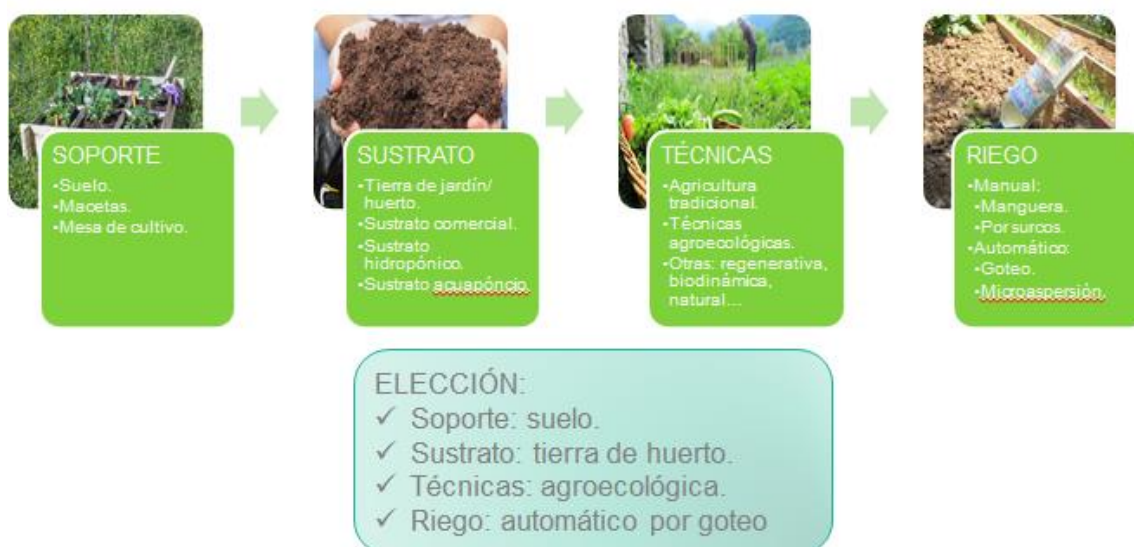 SOPORTE
•Suelo.
•Macetas.
•Mesa de cultivo.
SUSTRATO
•Tierra de jardín/
huerto.
•Sustrato comercial.
•Sustrato
hidropónico.
•Sustrato acuapóncio.
TÉCNICAS
•Agricultura
tradicional.
•Técnicas
agroecológicas.
•Otras: regenerativa,
biodinámica,
natural...
RIEGO
•Manual:
•Manguera.
•Por surcos.
•Automático:
•Goteo.
•Microaspersión.
ELECCIÓN:
✓ Soporte: suelo.
✓ Sustrato: tierra de huerto.
✓ Técnicas: agroecológica.
✓ Riego: automático por goteo